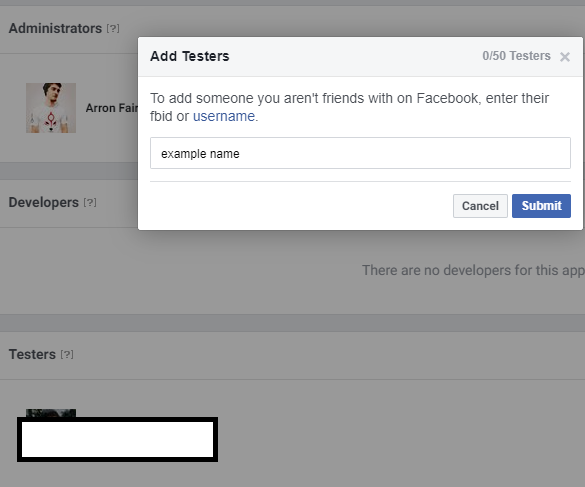 Administrators [?]
Add Testers
0/50 Testers ×
To add someone you aren't friends with on Facebook, enter their
fbid or username.
example name
Cancel Submit
Arron Fair
Developers [?]
There are no developers for this app
Testers [?]